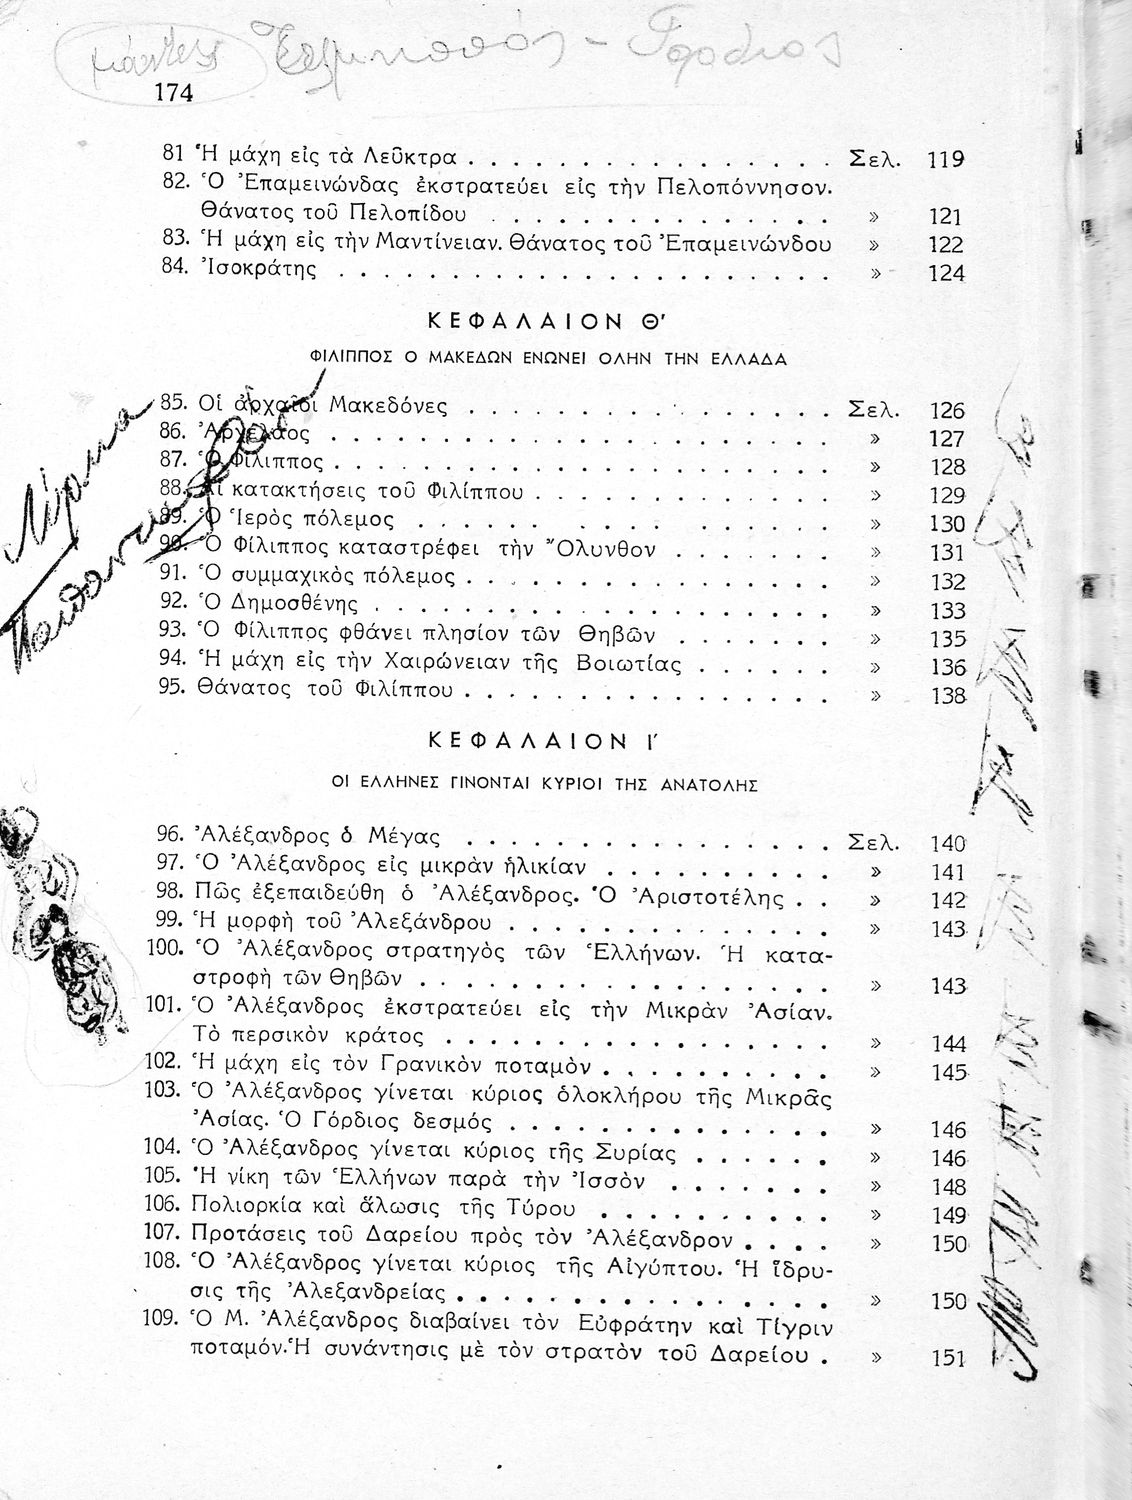 174
81 Ἡ μάχη εἰς τὰ Λεῦκτρα . . . . . . . . . . . . . . . . Σελ. 119
82. Ὁ Ἐπαμεινώνδας ἐκστρατεύει εἰς τὴν Πελοπόννησον.
Θάνατος τοῦ Πελοπίδου . . . . . . . . . . . . . . » 121
83. Ἡ μάχη εἰς τὴν Μαντίνειαν. Θάνατος τοῦ Ἐπαμεινώνδου » 122
84. Ἰσοκράτης . . . . . . . . . . . . . . . . . . . . » 124
ΚΕΦΑΛΑΙΟΝ Θ'
ΦΙΛΙΠΠΟΣ Ο ΜΑΚΕΔΩΝ ΕΝΩΝΕΙ ΟΛΗΝ ΤΗΝ ΕΛΛΑΔΑ
85. Οἱ ἀρχαῖοι Μακεδόνες . . . . . . . . . . . . . . . . Σελ. 126
86. Ἀρχέλαος . . . . . . . . . . . . . . . . . . . . » 127
87. Ὁ Φίλιππος . . . . . . . . . . . . . . . . . . . . » 128
88. Αἱ κατακτήσεις τοῦ Φιλίππου . . . . . . . . . . . . » 129
89. Ὁ Ἱερὸς πόλεμος . . . . . . . . . . . . . . . . » 130
90. Ὁ Φίλιππος καταστρέφει τὴν Ὄλυνθον . . . . . . . » 131
91. Ὁ συμμαχικὸς πόλεμος . . . . . . . . . . . . . . . » 132
92. Ὁ Δημοσθένης . . . . . . . . . . . . . . . . . . » 133
93. Ὁ Φίλιππος φθάνει πλησίον τῶν Θηβῶν . . . . . . . » 135
94. Ἡ μάχη εἰς τὴν Χαιρώνειαν τῆς Βοιωτίας . . . . . . » 136
95. Θάνατος τοῦ Φιλίππου . . . . . . . . . . . . . . . » 138
ΚΕΦΑΛΑΙΟΝ Ι'
ΟΙ ΕΛΛΗΝΕΣ ΓΙΝΟΝΤΑΙ ΚΥΡΙΟΙ ΤΗΣ ΑΝΑΤΟΛΗΣ
96. Ἀλέξανδρος ὁ Μέγας . . . . . . . . . . . . . . . . Σελ. 140
97. Ὁ Ἀλέξανδρος εἰς μικρὰν ἡλικίαν . . . . . . . . . . » 141
98. Πῶς ἐξεπαιδεύθη ὁ Ἀλέξανδρος. Ὁ Ἀριστοτέλης . . » 142
99. Ἡ μορφὴ τοῦ Ἀλεξάνδρου . . . . . . . . . . . . . » 143
100. Ὁ Ἀλέξανδρος στρατηγὸς τῶν Ἑλλήνων. Ἡ κατα-
στροφὴ τῶν Θηβῶν . . . . . . . . . . . . . . . . » 143
101. Ὁ Ἀλέξανδρος ἐκστρατεύει εἰς τὴν Μικρὰν Ἀσίαν.
Τὸ περσικὸν κράτος . . . . . . . . . . . . . . . » 144
102. Ἡ μάχη εἰς τὸν Γρανικὸν ποταμὸν . . . . . . . . . . » 145
103. Ὁ Ἀλέξανδρος γίνεται κύριος ὁλοκλήρου τῆς Μικρᾶς
Ἀσίας. Ὁ Γόρδιος δεσμός . . . . . . . . . . . . . » 146
104. Ὁ Ἀλέξανδρος γίνεται κύριος τῆς Συρίας . . . . . . » 146
105. Ἡ νίκη τῶν Ἑλλήνων παρὰ τὴν Ἰσσὸν . . . . . . . » 148
106. Πολιορκία καὶ ἅλωσις τῆς Τύρου . . . . . . . . . . » 149
107. Προτάσεις τοῦ Δαρείου πρὸς τὸν Ἀλέξανδρον . . . . » 150
108. Ὁ Ἀλέξανδρος γίνεται κύριος τῆς Αἰγύπτου. Ἡ ἵδρυ-
σις τῆς Ἀλεξανδρείας . . . . . . . . . . . . . . . » 150
109. Ὁ Μ. Ἀλέξανδρος διαβαίνει τὸν Εὐφράτην καὶ Τίγριν
ποταμόν. Ἡ συνάντησις μὲ τὸν στρατὸν τοῦ Δαρείου . » 151